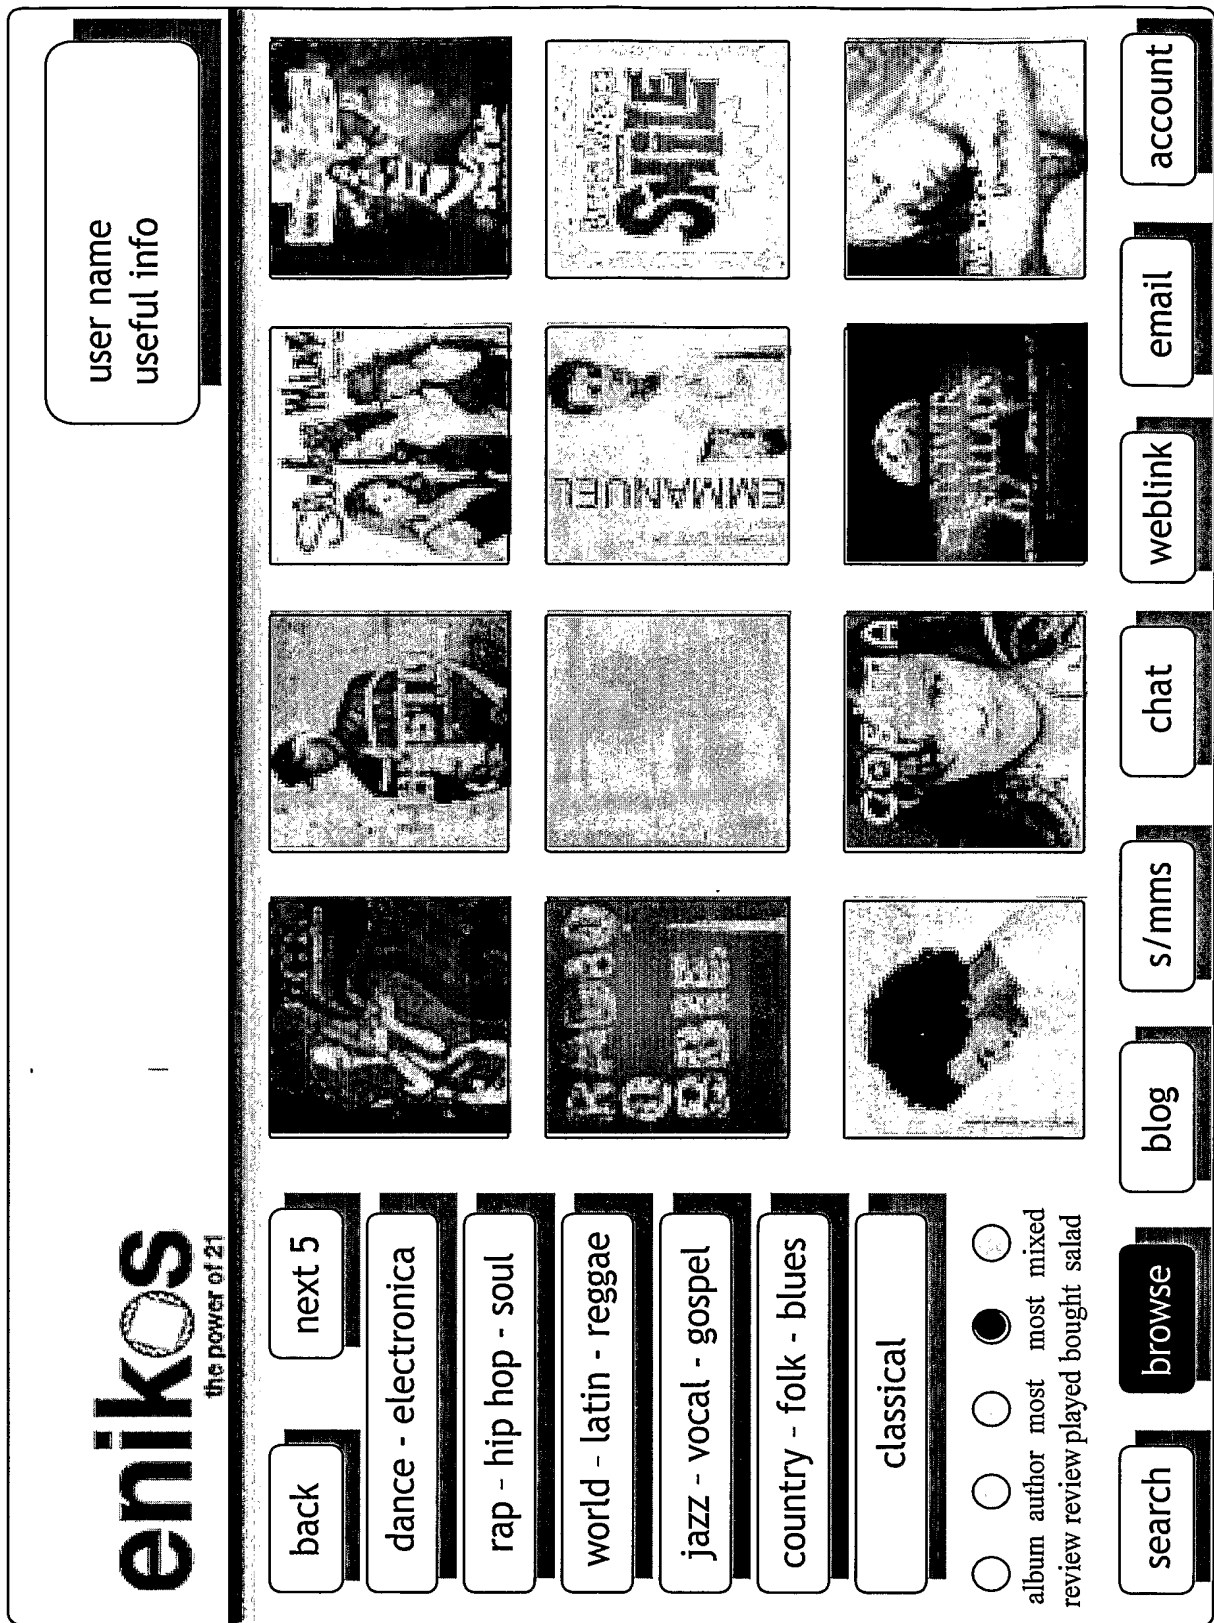 enikos
the power of 21
user name
useful info
back
next 5
dance - electronica
rap - hip hop - soul
world - latin - reggae
jazz - vocal - gospel
country - folk - blues
classical
SMiLE
EMMANUEL
album author most most mixed
review review played bought salad
search
browse
blog
s/mms
chat
weblink
email
account